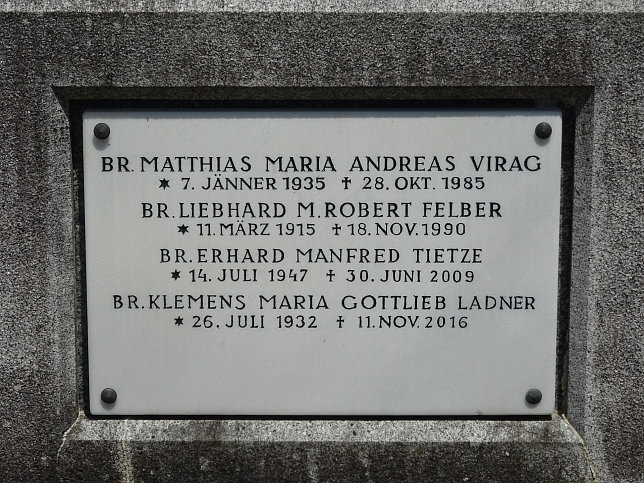 BR. MATTHIAS MARIA ANDREAS VIRAG
✶ 7. JÄNNER 1935 ✝ 28. OKT. 1985
BR. LIEBHARD M. ROBERT FELBER
✶ 11. MÄRZ 1915 ✝ 18. NOV. 1990
BR. ERHARD MANFRED TIETZE
✶ 14. JULI 1947 ✝ 30. JUNI 2009
BR. KLEMENS MARIA GOTTLIEB LADNER
✶ 26. JULI 1932 ✝ 11. NOV. 2016